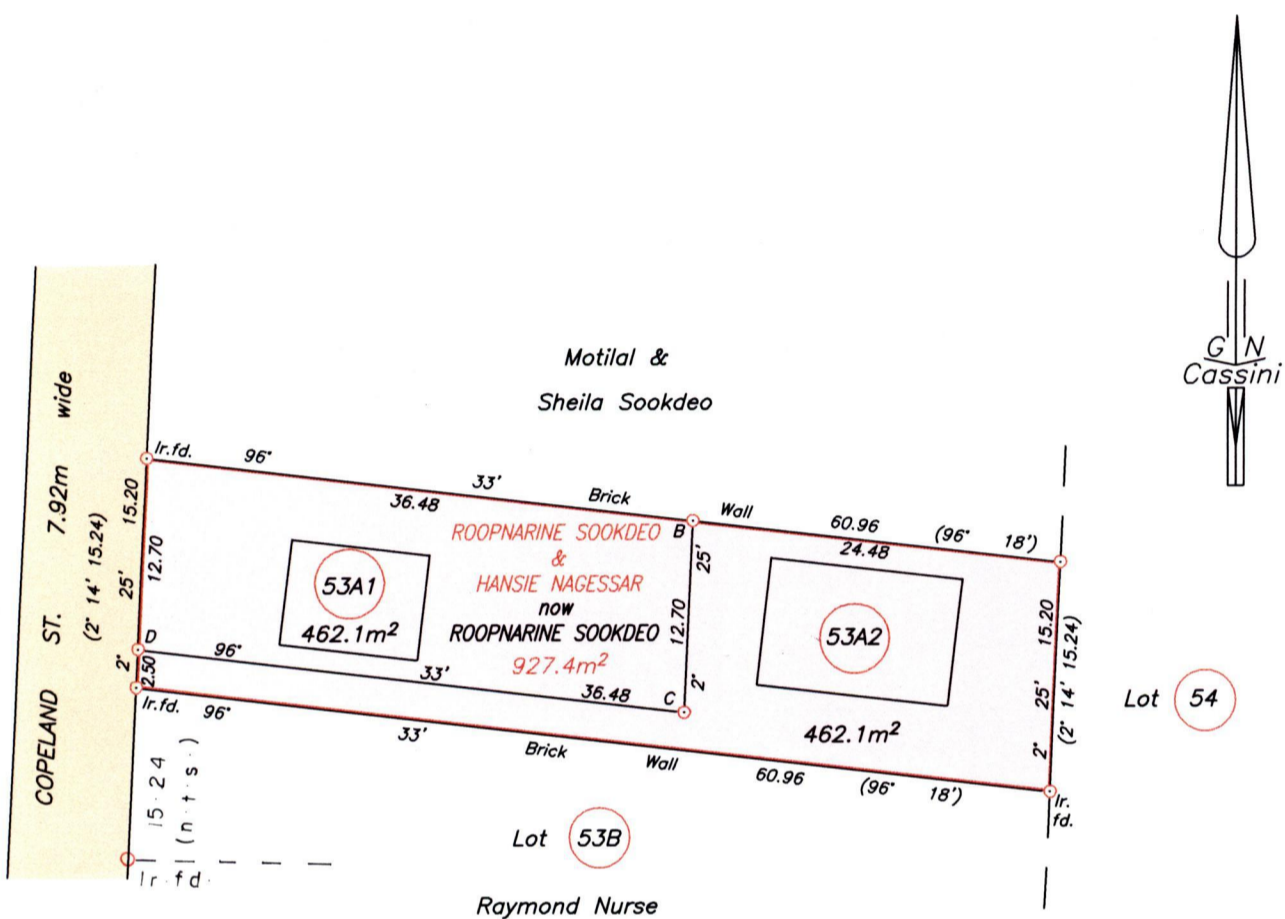 G N
Cassini
Motilal &
Sheila Sookdeo
COPELAND ST. 7.92m wide
(2° 14' 15.24)
2° 25' 15.20
12.70
2.50
Ir.fd. 96° 33' Brick Wall 60.96 (96° 18')
36.48
24.48
B
25'
12.70
2°
C
D
ROOPNARINE SOOKDEO
&
HANSIE NAGESSAR
now
ROOPNARINE SOOKDEO
927.4m²
53A1
462.1m²
53A2
462.1m²
96° 33' 36.48
2° 25' 15.20
(2° 14' 15.24)
Ir.fd. 96° 33' Brick Wall 60.96 (96° 18')
Ir.
fd.
Lot 54
15.24
(n.t.s.)
Ir.fd.
Lot 53B
Raymond Nurse